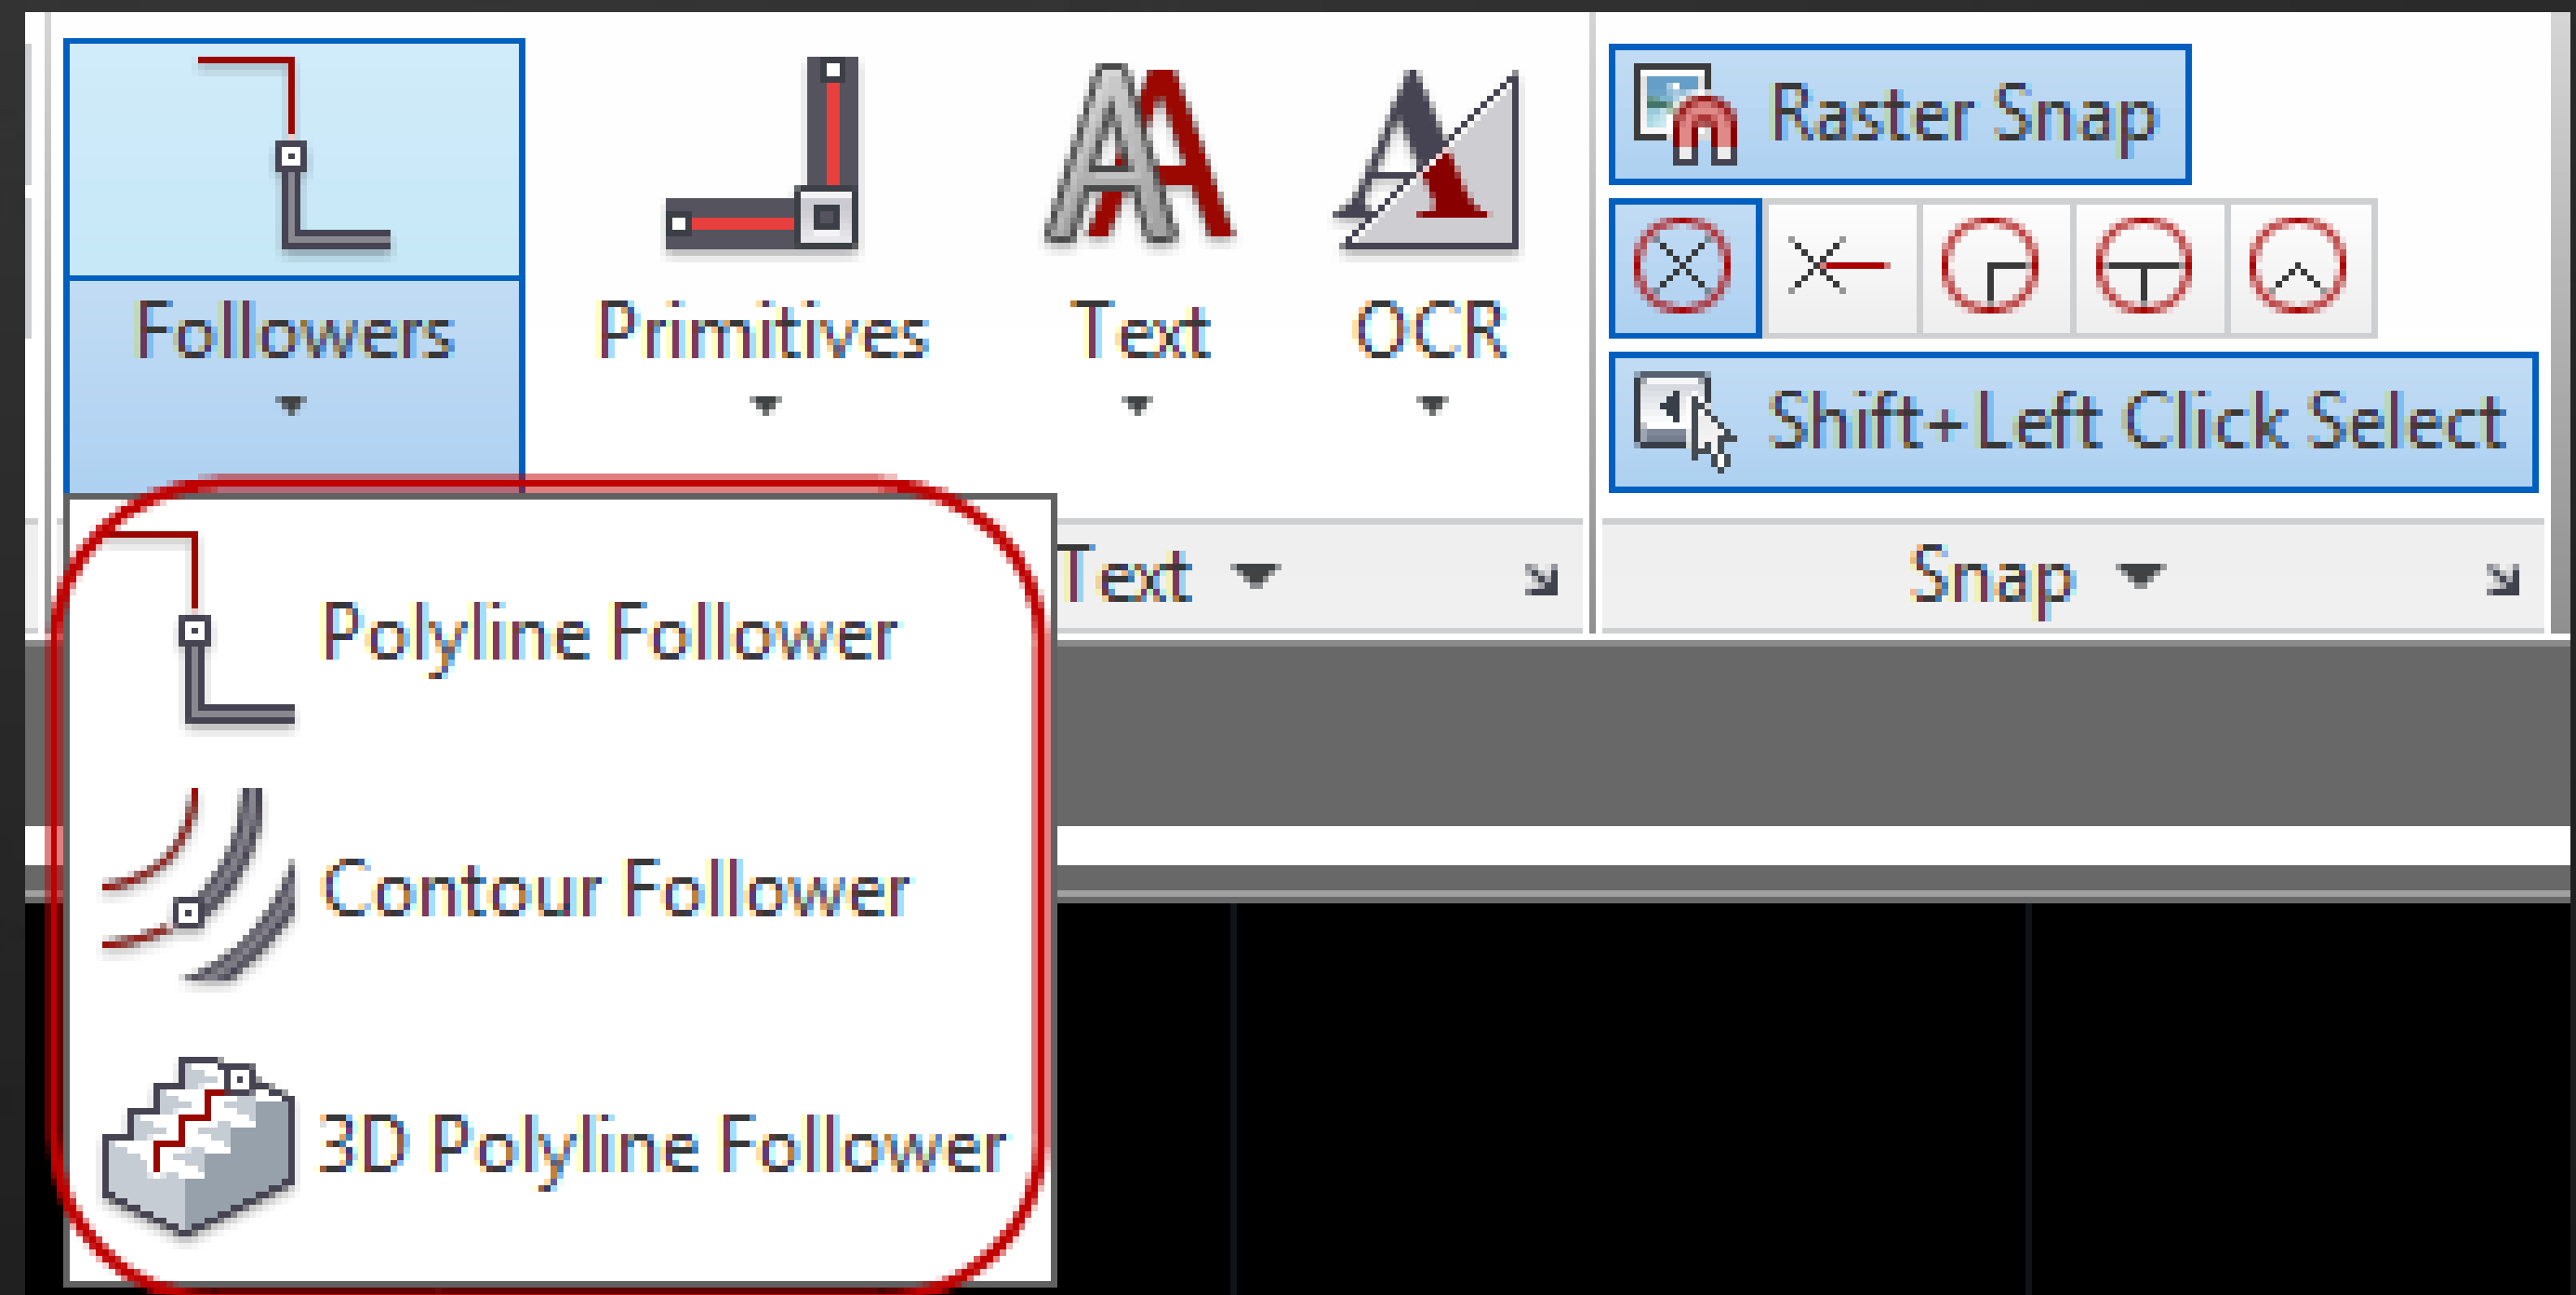 Followers
Primitives
Text
OCR
Raster Snap
Shift+Left Click Select
Text
Snap
Polyline Follower
Contour Follower
3D Polyline Follower